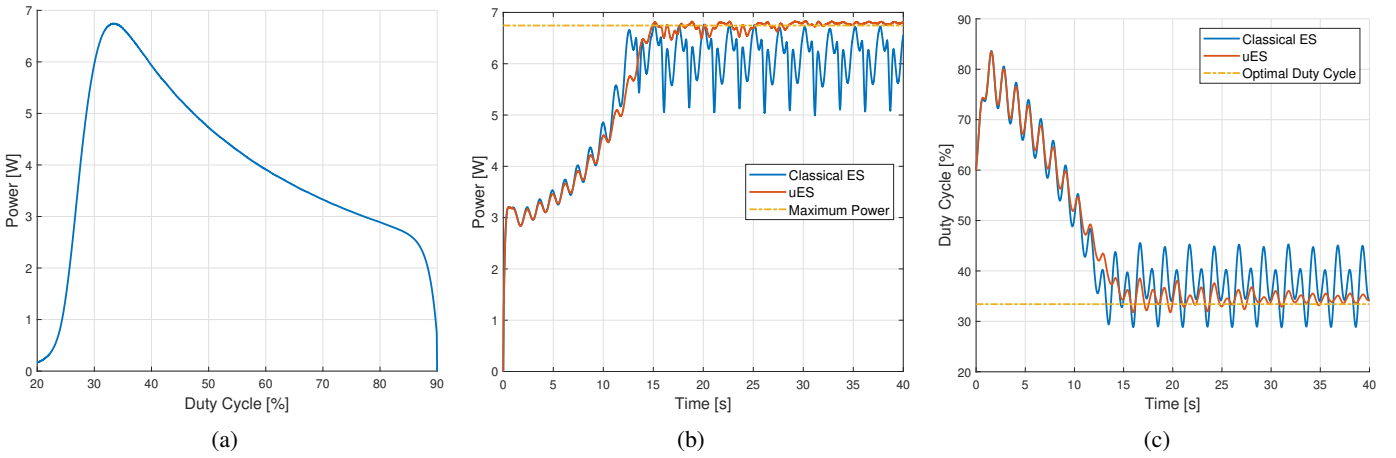 7
6
5
4
3
2
1
0
Power [W]
20 30 40 50 60 70 80 90
Duty Cycle [%]
(a)
7
6
5
4
3
2
1
0
Power [W]
Classical ES
uES
Maximum Power
0 5 10 15 20 25 30 35 40
Time [s]
(b)
90
80
70
60
50
40
30
20
Duty Cycle [%]
Classical ES
uES
Optimal Duty Cycle
0 5 10 15 20 25 30 35 40
Time [s]
(c)